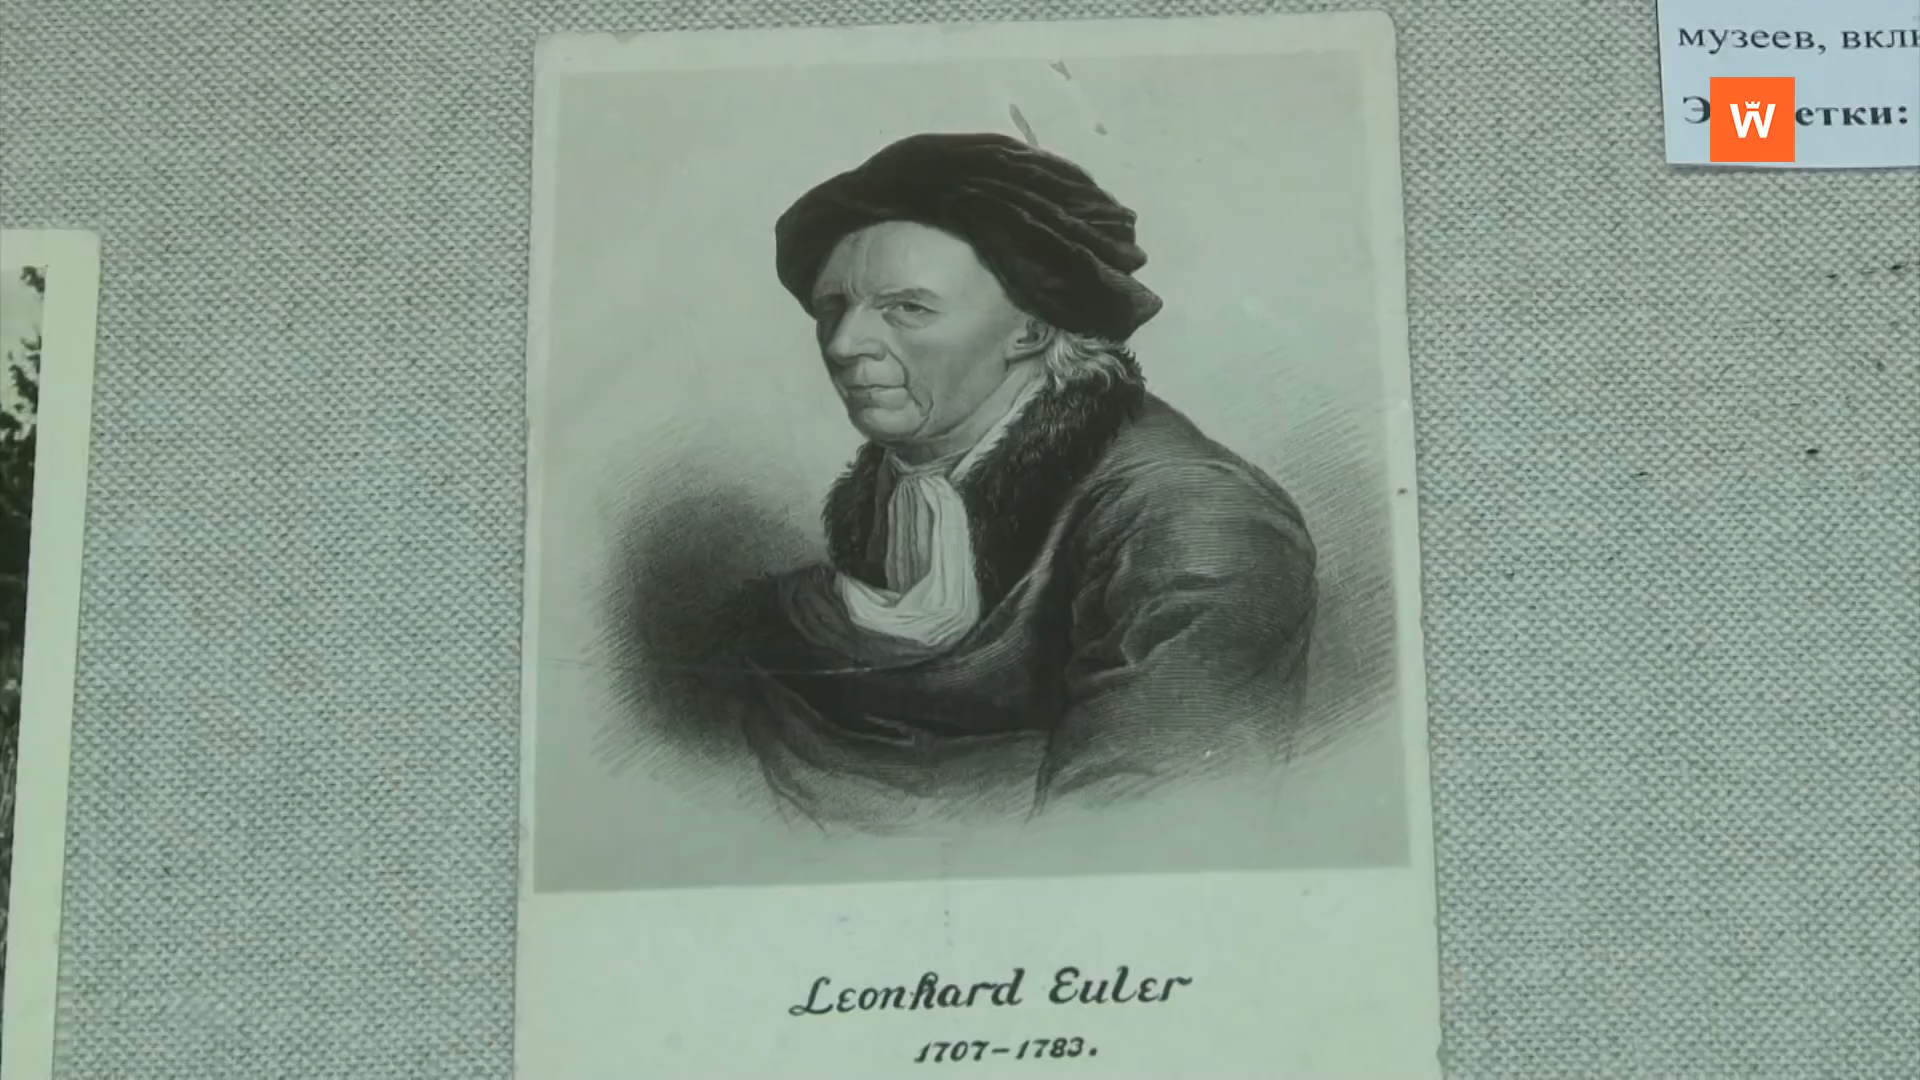 музеев, вкл
етки:
W
Leonhard Euler
1707–1783.